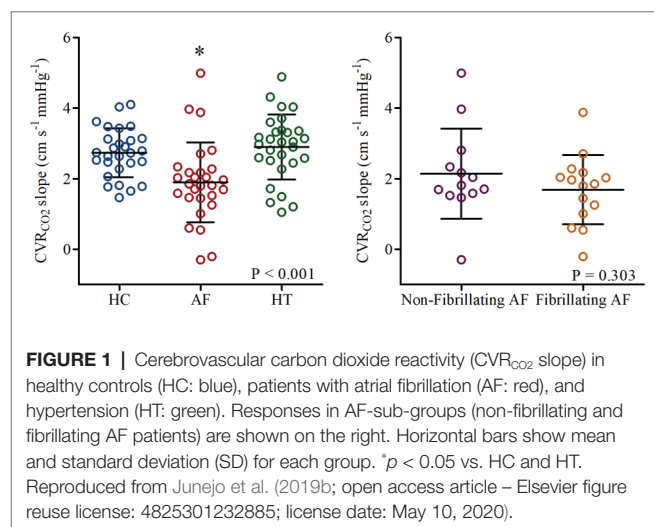 6
4
2
0
CVRCO2 slope (cm s-1 mmHg-1)
*
P < 0.001
HC AF HT
6
4
2
0
CVRCO2 slope (cm s-1 mmHg-1)
P = 0.303
Non-Fibrillating AF Fibrillating AF
FIGURE 1 | Cerebrovascular carbon dioxide reactivity (CVRCO2 slope) in
healthy controls (HC: blue), patients with atrial fibrillation (AF: red), and
hypertension (HT: green). Responses in AF-sub-groups (non-fibrillating and
fibrillating AF patients) are shown on the right. Horizontal bars show mean
and standard deviation (SD) for each group. *p < 0.05 vs. HC and HT.
Reproduced from Junejo et al. (2019b; open access article – Elsevier figure
reuse license: 4825301232885; license date: May 10, 2020).